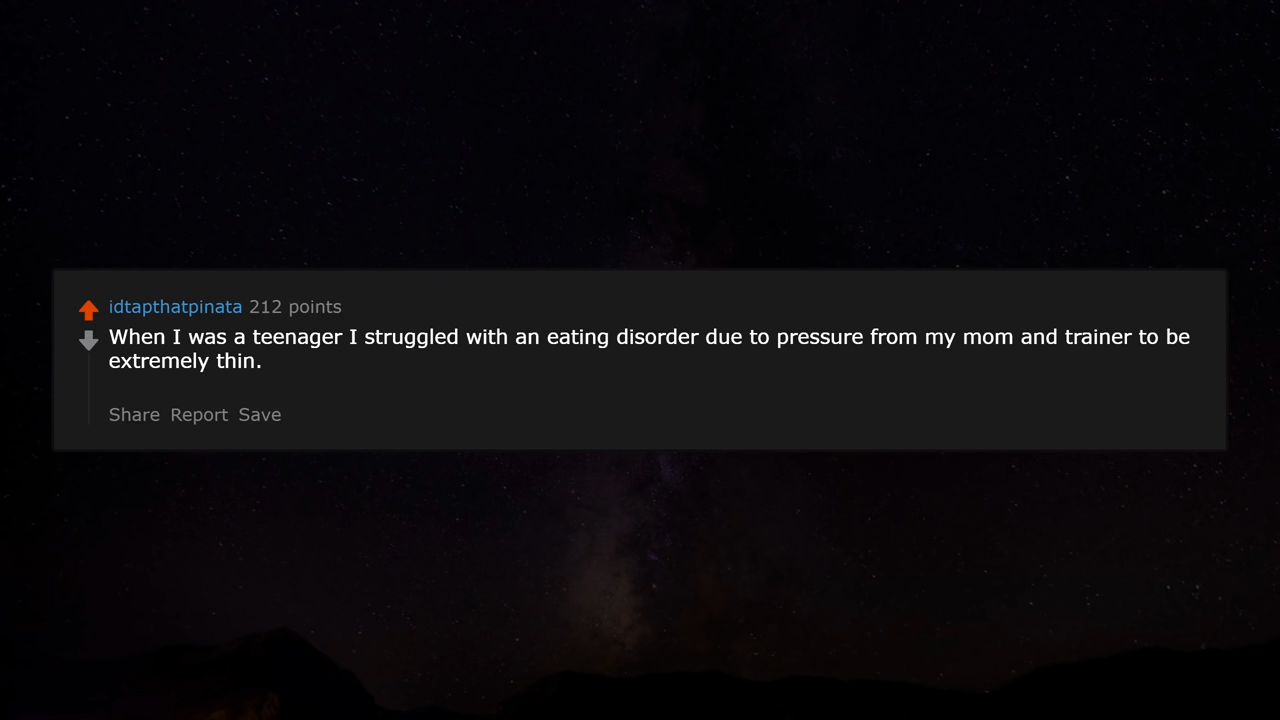 idtapthatpinata 212 points
When I was a teenager I struggled with an eating disorder due to pressure from my mom and trainer to be
extremely thin.
Share Report Save